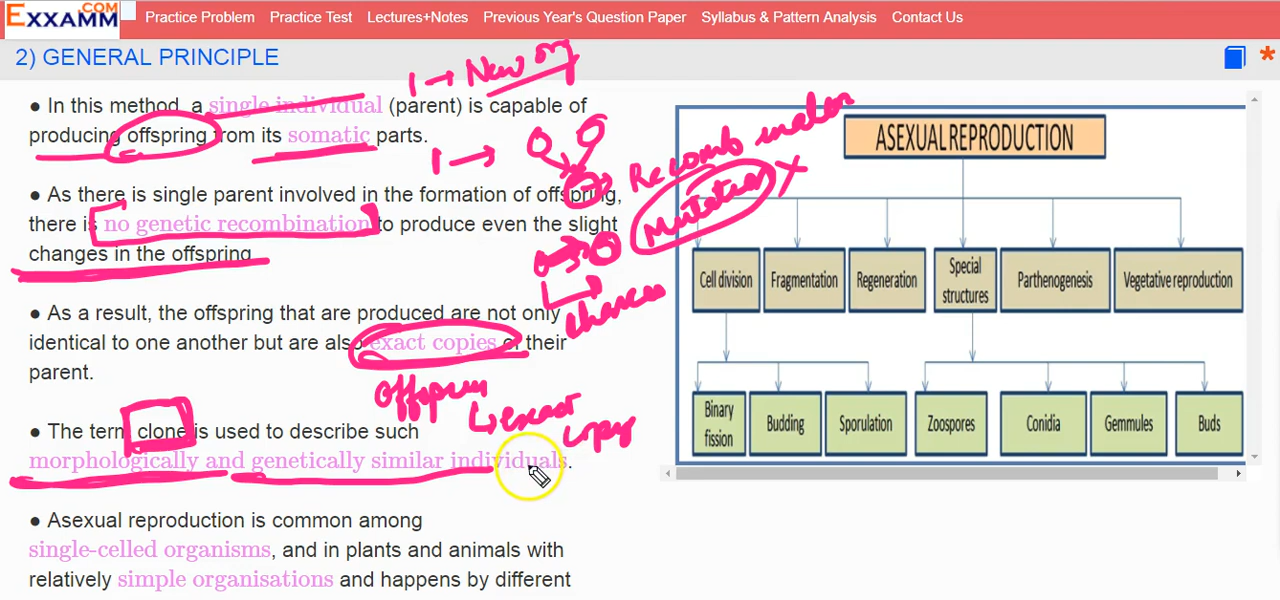 .COM
EXXAMM
Practice Problem Practice Test Lectures+Notes Previous Year's Question Paper Syllabus & Pattern Analysis Contact Us
2) GENERAL PRINCIPLE
1 → New org
● In this method, a single individual (parent) is capable of
producing offspring from its somatic parts.
1 →
● As there is single parent involved in the formation of offspring,
there is no genetic recombination to produce even the slight
changes in the offspring
● As a result, the offspring that are produced are not only
identical to one another but are also exact copies of their
parent.
● The term clone is used to describe such
morphologically and genetically similar individuals.
● Asexual reproduction is common among
single-celled organisms, and in plants and animals with
relatively simple organisations and happens by different
Mutation X
exact
ASEXUAL REPRODUCTION
Cell division Fragmentation Regeneration Special structures Parthenogenesis Vegetative reproduction
Binary fission Budding Sporulation Zoospores Conidia Gemmules Buds